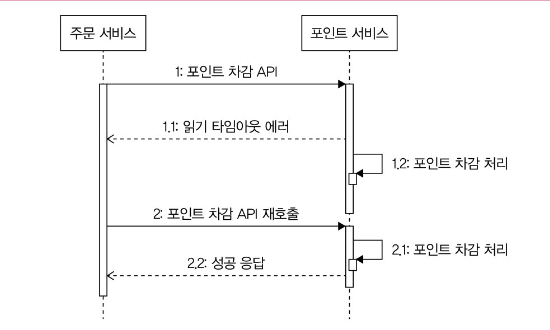 주문 서비스
포인트 서비스
1: 포인트 차감 API
1.1: 읽기 타임아웃 에러
1.2: 포인트 차감 처리
2: 포인트 차감 API 재호출
2.1: 포인트 차감 처리
2.2: 성공 응답